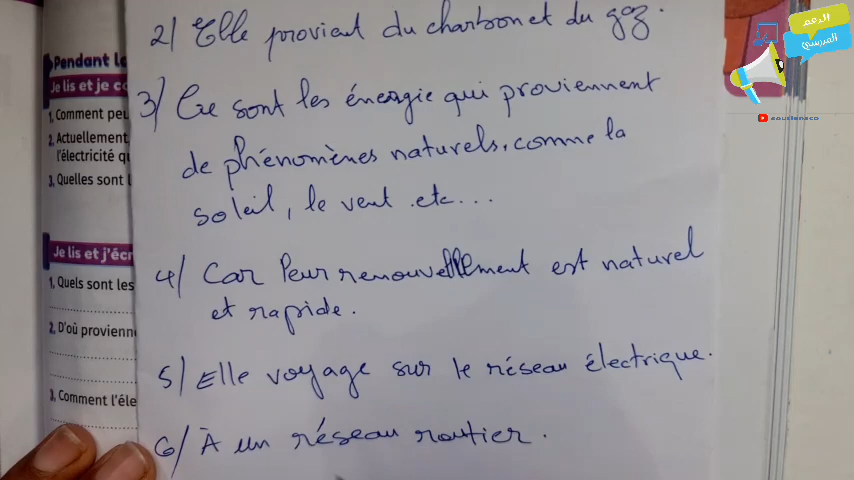 2) Elle provient du charbon et du gaz.
Pendant la
Je lis et je co
3) Ce sont les énergie qui proviennent
1. Comment peu
2. Actuellement,
l'électricité qu
de phénomènes naturels, comme la
3. Quelles sont l
soleil, le vent .etc...
Je lis et j'écr
4) Car leur renouvellement est naturel
1. Quels sont les
et rapide.
2. D'où provienn
5) Elle voyage sur le réseau électrique.
3. Comment l'éle
6) À un réseau routier.
الدعم
المدرسي